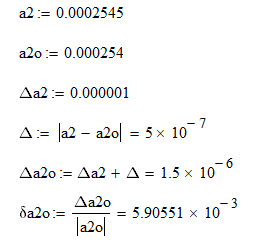 a2 := 0.0002545
a2o := 0.000254
Δa2 := 0.000001
Δ := |a2 − a2o| = 5 × 10⁻⁷
Δa2o := Δa2 + Δ = 1.5 × 10⁻⁶
δa2o := Δa2o / |a2o| = 5.90551 × 10⁻³